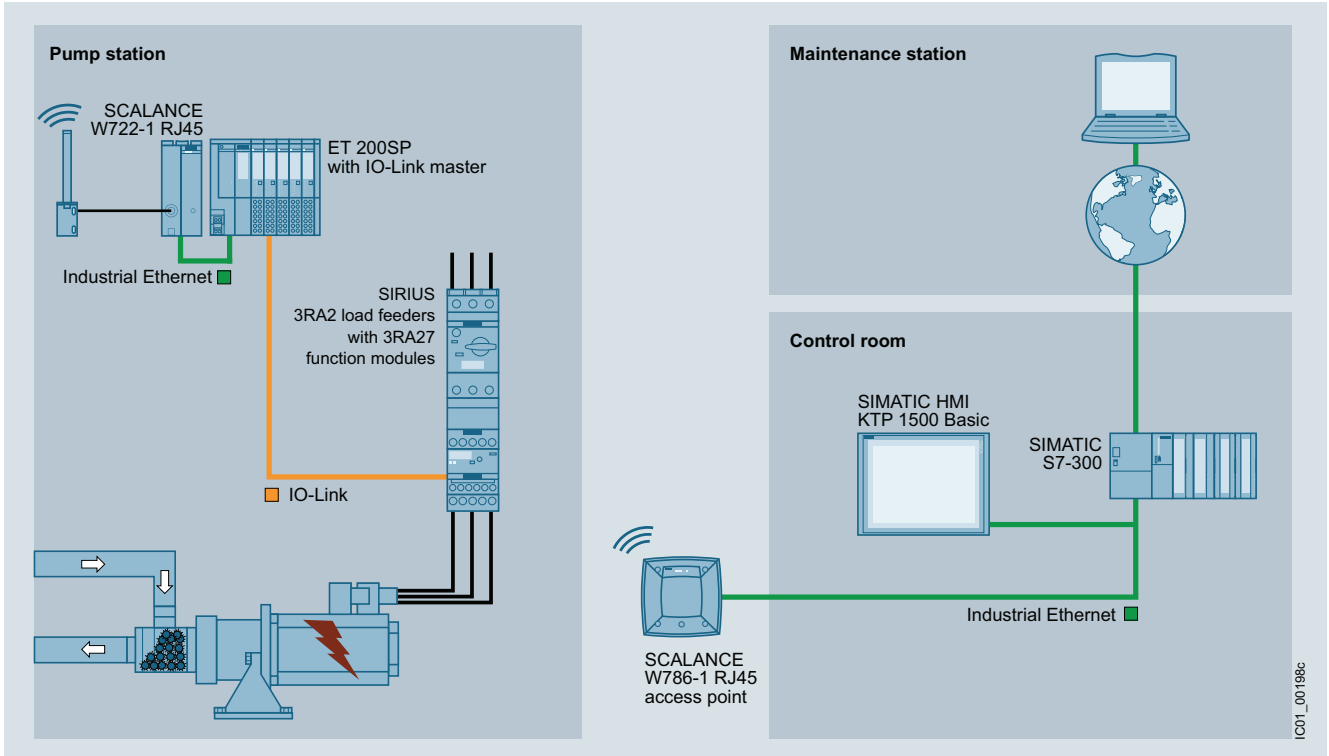 Pump station
SCALANCE
W722-1 RJ45
ET 200SP
with IO-Link master
Industrial Ethernet
SIRIUS
3RA2 load feeders
with 3RA27
function modules
IO-Link
Maintenance station
Control room
SIMATIC HMI
KTP 1500 Basic
SIMATIC
S7-300
Industrial Ethernet
SCALANCE
W786-1 RJ45
access point
IC01_00198c